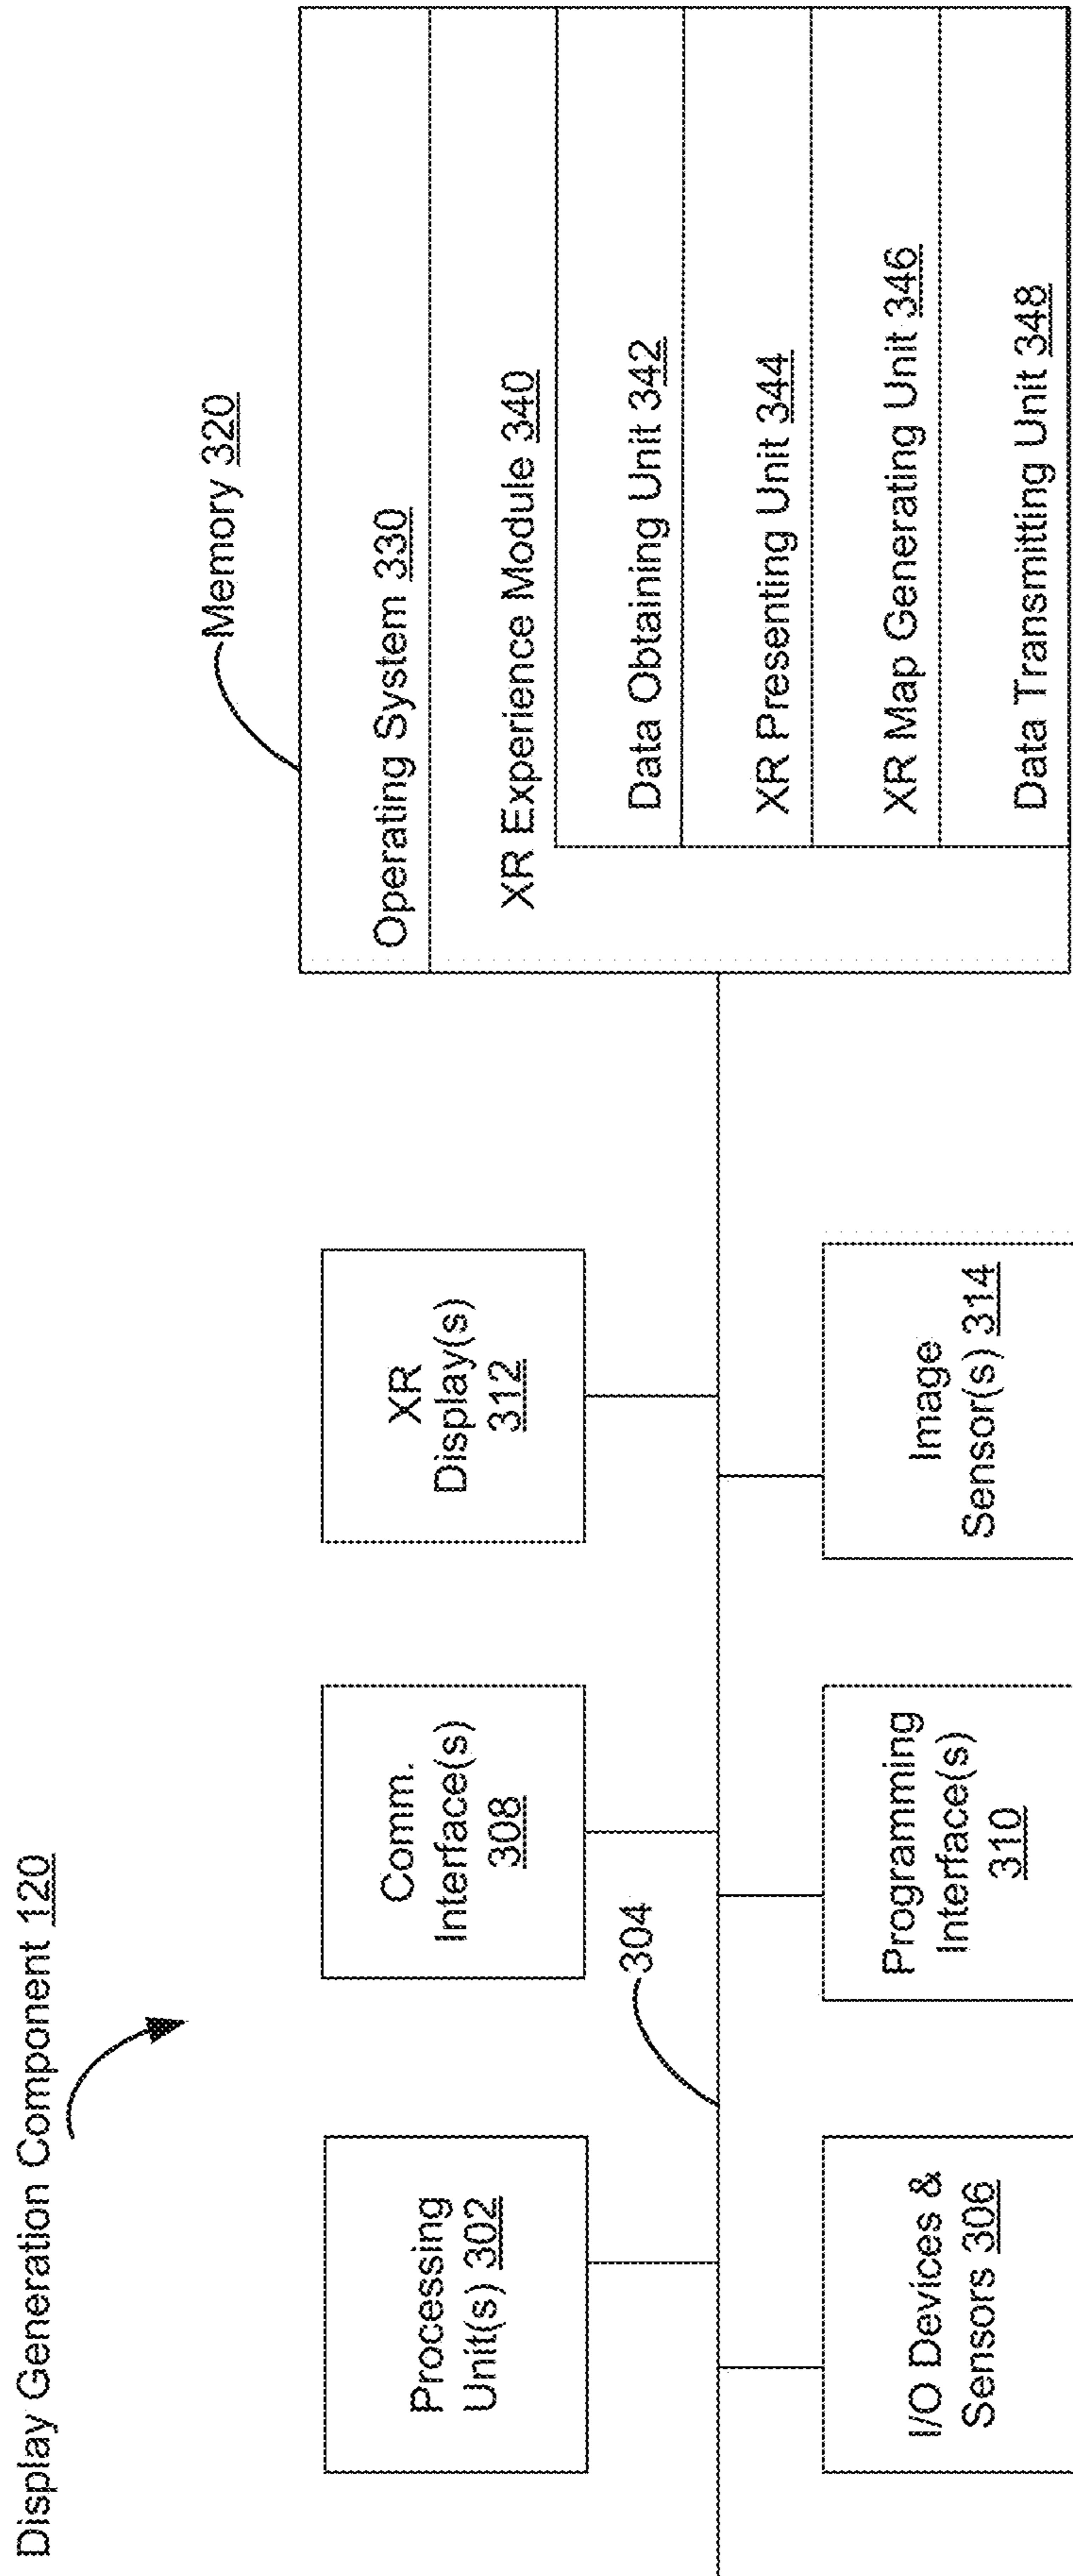 Display Generation Component 120
Memory 320
Processing
Unit(s) 302
Comm.
Interface(s)
308
XR
Display(s)
312
304
I/O Devices &
Sensors 306
Programming
Interface(s)
310
Image
Sensor(s) 314
Operating System 330
XR Experience Module 340
Data Obtaining Unit 342
XR Presenting Unit 344
XR Map Generating Unit 346
Data Transmitting Unit 348